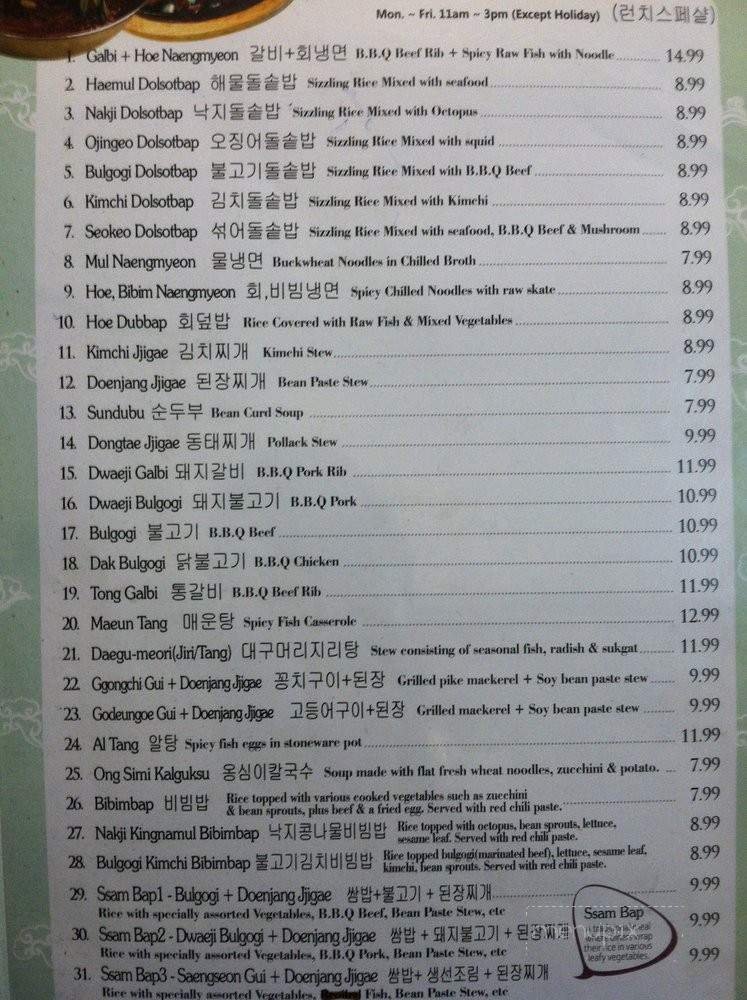 Mon. ~ Fri. 11am ~ 3pm (Except Holiday) (런치스페샬)
1. Galbi + Hoe Naengmyeon 갈비+회냉면 B.B.Q Beef Rib + Spicy Raw Fish with Noodle 14.99
2. Haemul Dolsotbap 해물돌솥밥 Sizzling Rice Mixed with seafood 8.99
3. Nakji Dolsotbap 낙지돌솥밥 Sizzling Rice Mixed with Octopus 8.99
4. Ojingeo Dolsotbap 오징어돌솥밥 Sizzling Rice Mixed with squid 8.99
5. Bulgogi Dolsotbap 불고기돌솥밥 Sizzling Rice Mixed with B.B.Q Beef 8.99
6. Kimchi Dolsotbap 김치돌솥밥 Sizzling Rice Mixed with Kimchi 8.99
7. Seokeo Dolsotbap 섞어돌솥밥 Sizzling Rice Mixed with seafood, B.B.Q Beef & Mushroom 8.99
8. Mul Naengmyeon 물냉면 Buckwheat Noodles in Chilled Broth 7.99
9. Hoe, Bibim Naengmyeon 회,비빔냉면 Spicy Chilled Noodles with raw skate 8.99
10. Hoe Dubbap 회덮밥 Rice Covered with Raw Fish & Mixed Vegetables 8.99
11. Kimchi Jjigae 김치찌개 Kimchi Stew 8.99
12. Doenjang Jjigae 된장찌개 Bean Paste Stew 7.99
13. Sundubu 순두부 Bean Curd Soup 7.99
14. Dongtae Jjigae 동태찌개 Pollack Stew 9.99
15. Dwaeji Galbi 돼지갈비 B.B.Q Pork Rib 11.99
16. Dwaeji Bulgogi 돼지불고기 B.B.Q Pork 10.99
17. Bulgogi 불고기 B.B.Q Beef 10.99
18. Dak Bulgogi 닭불고기 B.B.Q Chicken 10.99
19. Tong Galbi 통갈비 B.B.Q Beef Rib 11.99
20. Maeun Tang 매운탕 Spicy Fish Casserole 12.99
21. Daegu-meori(Jiri/Tang) 대구머리지리탕 Stew consisting of seasonal fish, radish & sukgat 11.99
22. Ggongchi Gui + Doenjang Jjigae 꽁치구이+된장 Grilled pike mackerel + Soy bean paste stew 9.99
23. Godeungoe Gui + Doenjang Jjigae 고등어구이+된장 Grilled mackerel + Soy bean paste stew 9.99
24. Al Tang 알탕 Spicy fish eggs in stoneware pot 11.99
25. Ong Simi Kalguksu 옹심이칼국수 Soup made with flat fresh wheat noodles, zucchini & potato. 7.99
26. Bibimbap 비빔밥 Rice topped with various cooked vegetables such as zucchini 7.99
& bean sprouts, plus beef & a fried egg. Served with red chili paste.
27. Nakji Kingnamul Bibimbap 낙지콩나물비빔밥 Rice topped with octopus, bean sprouts, lettuce, 8.99
sesame leaf. Served with red chili paste.
28. Bulgogi Kimchi Bibimbap 불고기김치비빔밥 Rice topped bulgogi(marinated beef), lettuce, sesame leaf, 8.99
kimchi, bean sprouts. Served with red chili paste.
29. Ssam Bap1 - Bulgogi + Doenjang Jjigae 쌈밥+불고기 + 된장찌개 9.99
Rice with specially assorted Vegetables, B.B.Q Beef, Bean Paste Stew, etc
30. Ssam Bap2 - Dwaeji Bulgogi + Doenjang Jjigae 쌈밥 + 돼지불고기 + 된장찌개 9.99
Rice with specially assorted Vegetables, B.B.Q Pork, Bean Paste Stew, etc
31. Ssam Bap3 - Saengseon Gui + Doenjang Jjigae 쌈밥+ 생선조림 + 된장찌개 9.99
Rice with specially assorted Vegetables, Fish, Bean Paste Stew, etc
Ssam Bap
their rice in various
leafy vegetables.
menupix